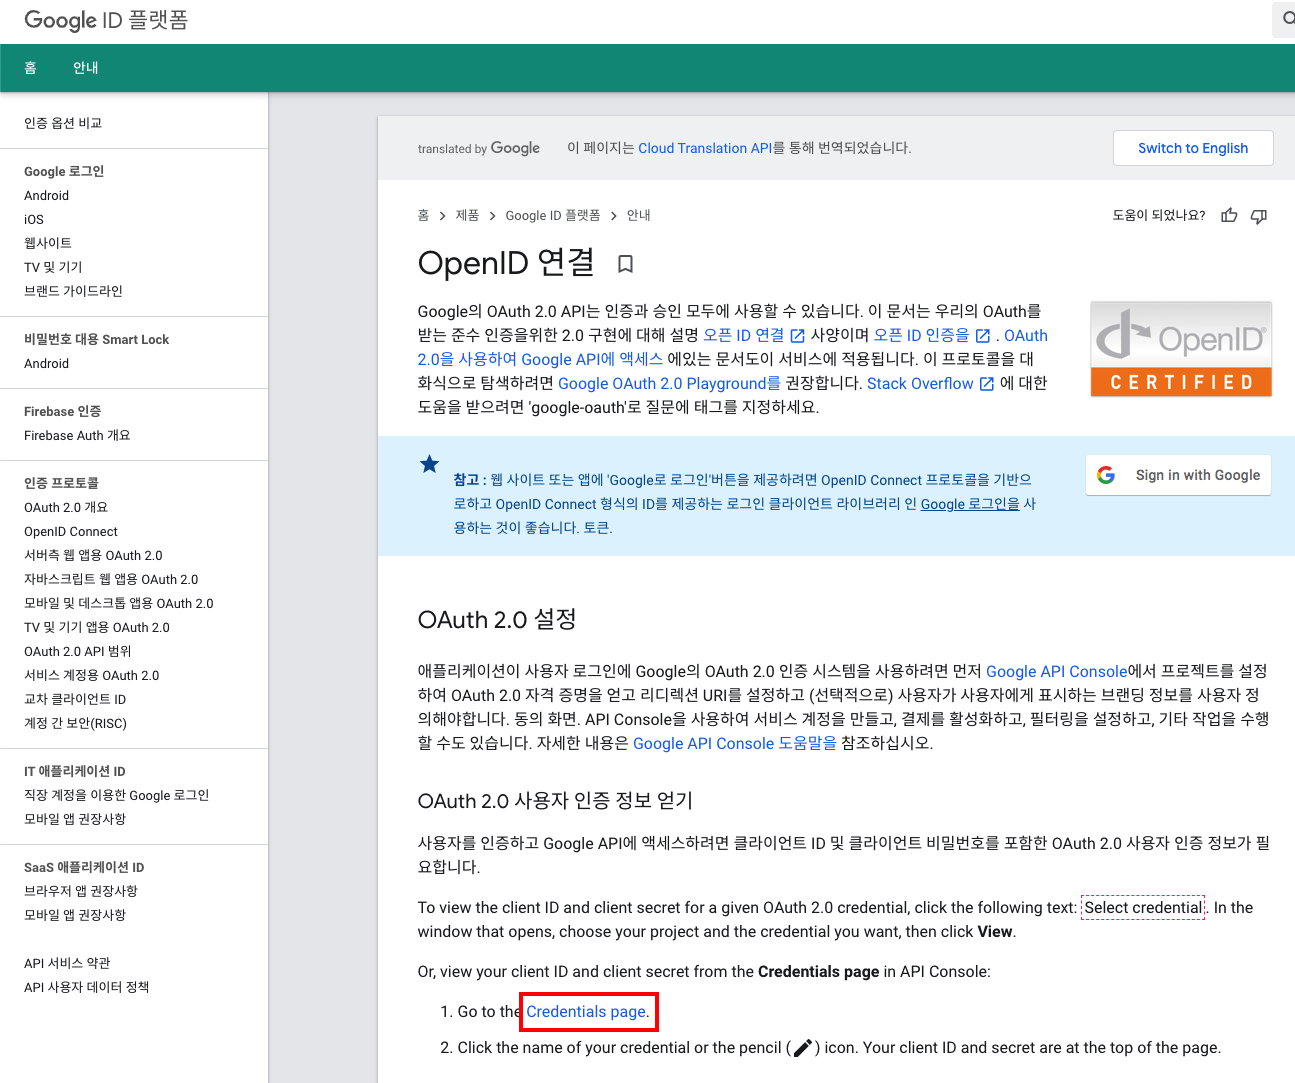 Google ID 플랫폼
홈 안내
인증 옵션 비교
Google 로그인
Android
iOS
웹사이트
TV 및 기기
브랜드 가이드라인
비밀번호 대용 Smart Lock
Android
Firebase 인증
Firebase Auth 개요
인증 프로토콜
OAuth 2.0 개요
OpenID Connect
서버측 웹 앱용 OAuth 2.0
자바스크립트 웹 앱용 OAuth 2.0
모바일 및 데스크톱 앱용 OAuth 2.0
TV 및 기기 앱용 OAuth 2.0
OAuth 2.0 API 범위
서비스 계정용 OAuth 2.0
교차 클라이언트 ID
계정 간 보안(RISC)
IT 애플리케이션 ID
직장 계정을 이용한 Google 로그인
모바일 앱 권장사항
SaaS 애플리케이션 ID
브라우저 앱 권장사항
모바일 앱 권장사항
API 서비스 약관
API 사용자 데이터 정책
translated by Google 이 페이지는 Cloud Translation API를 통해 번역되었습니다.
Switch to English
홈 > 제품 > Google ID 플랫폼 > 안내
도움이 되었나요?
OpenID 연결
Google의 OAuth 2.0 API는 인증과 승인 모두에 사용할 수 있습니다. 이 문서는 우리의 OAuth를
받는 준수 인증을위한 2.0 구현에 대해 설명 오픈 ID 연결 사양이며 오픈 ID 인증을 . OAuth
2.0을 사용하여 Google API에 액세스 에있는 문서도이 서비스에 적용됩니다. 이 프로토콜을 대
화식으로 탐색하려면 Google OAuth 2.0 Playground를 권장합니다. Stack Overflow 에 대한
도움을 받으려면 'google-oauth'로 질문에 태그를 지정하세요.
OpenID®
CERTIFIED
참고 : 웹 사이트 또는 앱에 'Google로 로그인'버튼을 제공하려면 OpenID Connect 프로토콜을 기반으
로하고 OpenID Connect 형식의 ID를 제공하는 로그인 클라이언트 라이브러리 인 Google 로그인을 사
용하는 것이 좋습니다. 토큰.
Sign in with Google
OAuth 2.0 설정
애플리케이션이 사용자 로그인에 Google의 OAuth 2.0 인증 시스템을 사용하려면 먼저 Google API Console에서 프로젝트를 설정
하여 OAuth 2.0 자격 증명을 얻고 리디렉션 URI를 설정하고 (선택적으로) 사용자가 사용자에게 표시하는 브랜딩 정보를 사용자 정
의해야합니다. 동의 화면. API Console을 사용하여 서비스 계정을 만들고, 결제를 활성화하고, 필터링을 설정하고, 기타 작업을 수행
할 수도 있습니다. 자세한 내용은 Google API Console 도움말을 참조하십시오.
OAuth 2.0 사용자 인증 정보 얻기
사용자를 인증하고 Google API에 액세스하려면 클라이언트 ID 및 클라이언트 비밀번호를 포함한 OAuth 2.0 사용자 인증 정보가 필
요합니다.
To view the client ID and client secret for a given OAuth 2.0 credential, click the following text: Select credential. In the
window that opens, choose your project and the credential you want, then click View.
Or, view your client ID and client secret from the Credentials page in API Console:
1. Go to the Credentials page.
2. Click the name of your credential or the pencil ( ) icon. Your client ID and secret are at the top of the page.